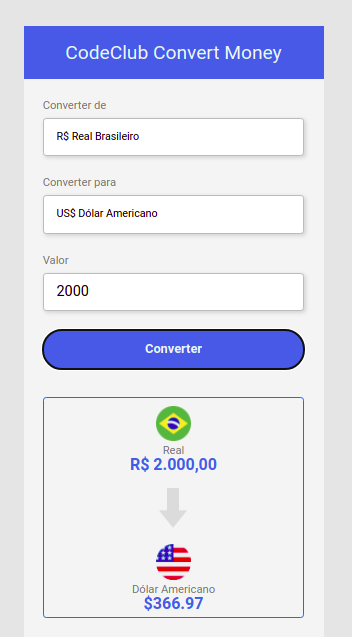 CodeClub Convert Money
Converter de
R$ Real Brasileiro
Converter para
US$ Dólar Americano
Valor
2000
Converter
Real
R$ 2.000,00
Dólar Americano
$366.97